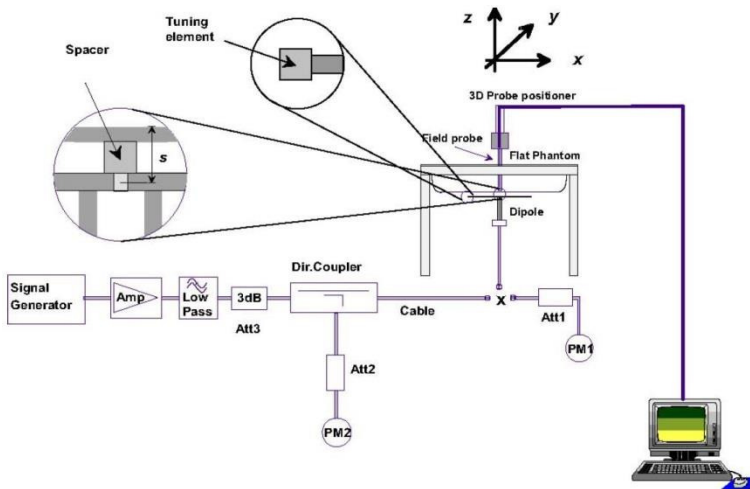 Tuning
element
Spacer
s
z
y
x
3D Probe positioner
Field probe
Flat Phantom
Dipole
Signal
Generator
Amp
Low
Pass
3dB
Att3
Dir.Coupler
Cable
x
Att1
PM1
Att2
PM2